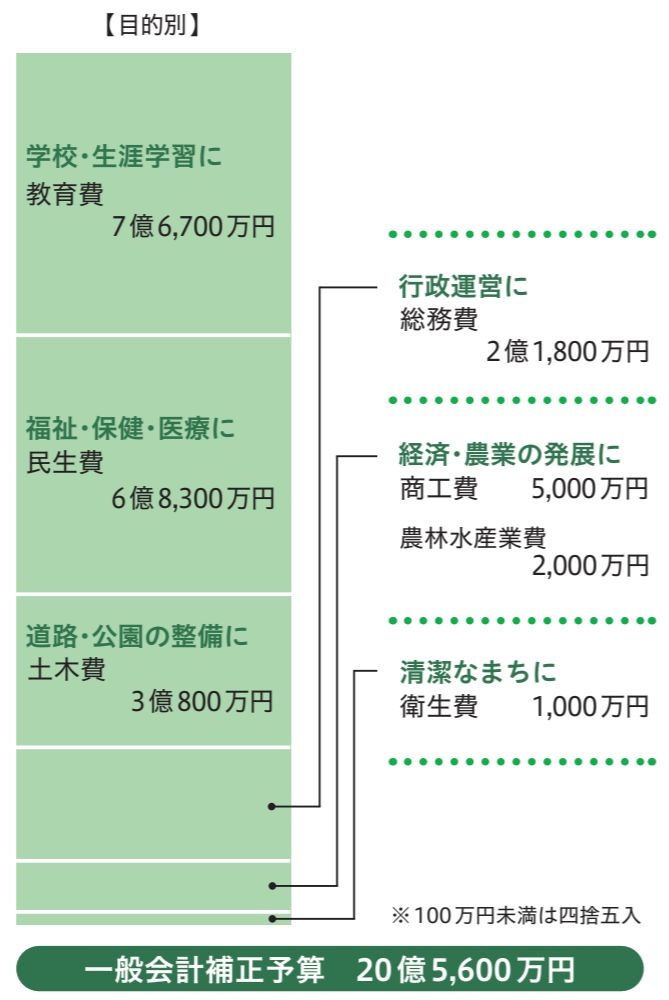 【目的別】
学校・生涯学習に
教育費
7億6,700万円
福祉・保健・医療に
民生費
6億8,300万円
道路・公園の整備に
土木費
3億800万円
行政運営に
総務費
2億1,800万円
経済・農業の発展に
商工費 5,000万円
農林水産業費
2,000万円
清潔なまちに
衛生費 1,000万円
※100万円未満は四捨五入
一般会計補正予算 20億5,600万円